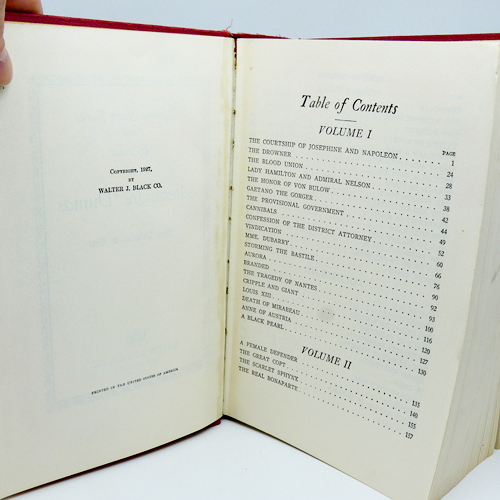 COPYRIGHT, 1927,
BY
WALTER J. BLACK CO.
PRINTED IN THE UNITED STATES OF AMERICA
Table of Contents
VOLUME I
PAGE
THE COURTSHIP OF JOSEPHINE AND NAPOLEON . . . . . . 1
THE DROWNER . . . . . . 24
THE BLOOD UNION . . . . . . 28
LADY HAMILTON AND ADMIRAL NELSON . . . . . . 33
THE HONOR OF VON BULOW . . . . . . 38
GAETANO THE GORGER . . . . . . 42
THE PROVISIONAL GOVERNMENT . . . . . . 44
CANNIBALS . . . . . . 49
CONFESSION OF THE DISTRICT ATTORNEY . . . . . . 52
VINDICATION . . . . . . 60
MME. DUBARRY . . . . . . 66
STORMING THE BASTILE . . . . . . 76
AURORA . . . . . . 90
BRANDED . . . . . . 92
THE TRAGEDY OF NANTES . . . . . . 93
CRIPPLE AND GIANT . . . . . . 100
LOUIS XIII . . . . . . 116
DEATH OF MIRABEAU . . . . . . 120
ANNE OF AUSTRIA . . . . . . 127
A BLACK PEARL . . . . . . 130
VOLUME II
A FEMALE DEFENDER . . . . . . 135
THE GREAT COPT . . . . . . 140
THE SCARLET SPHYNX . . . . . . 155
THE REAL BONAPARTE . . . . . . 157